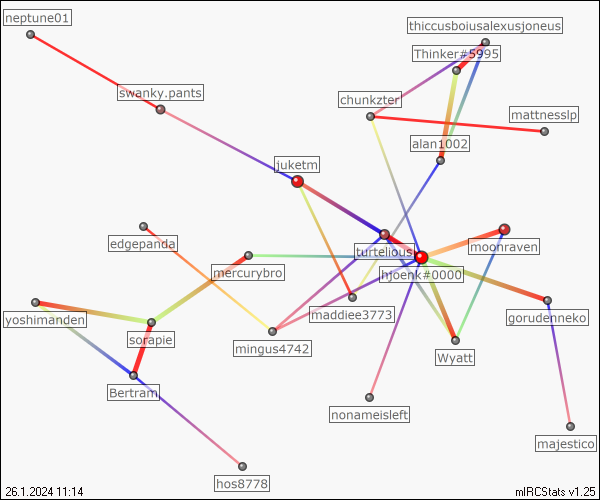 neptune01
thiccusboiusalexusjoneus
Thinker#5995
swanky.pants
chunkzter
mattnesslp
alan1002
juketm
edgepanda
turtelious
moonraven
mercurybro
hjoenk#0000
yoshimanden
maddiee3773
gorudenneko
sorapie
mingus4742
Wyatt
Bertram
nonameisleft
majestico
hos8778
26.1.2024 11:14
mIRCStats v1.25